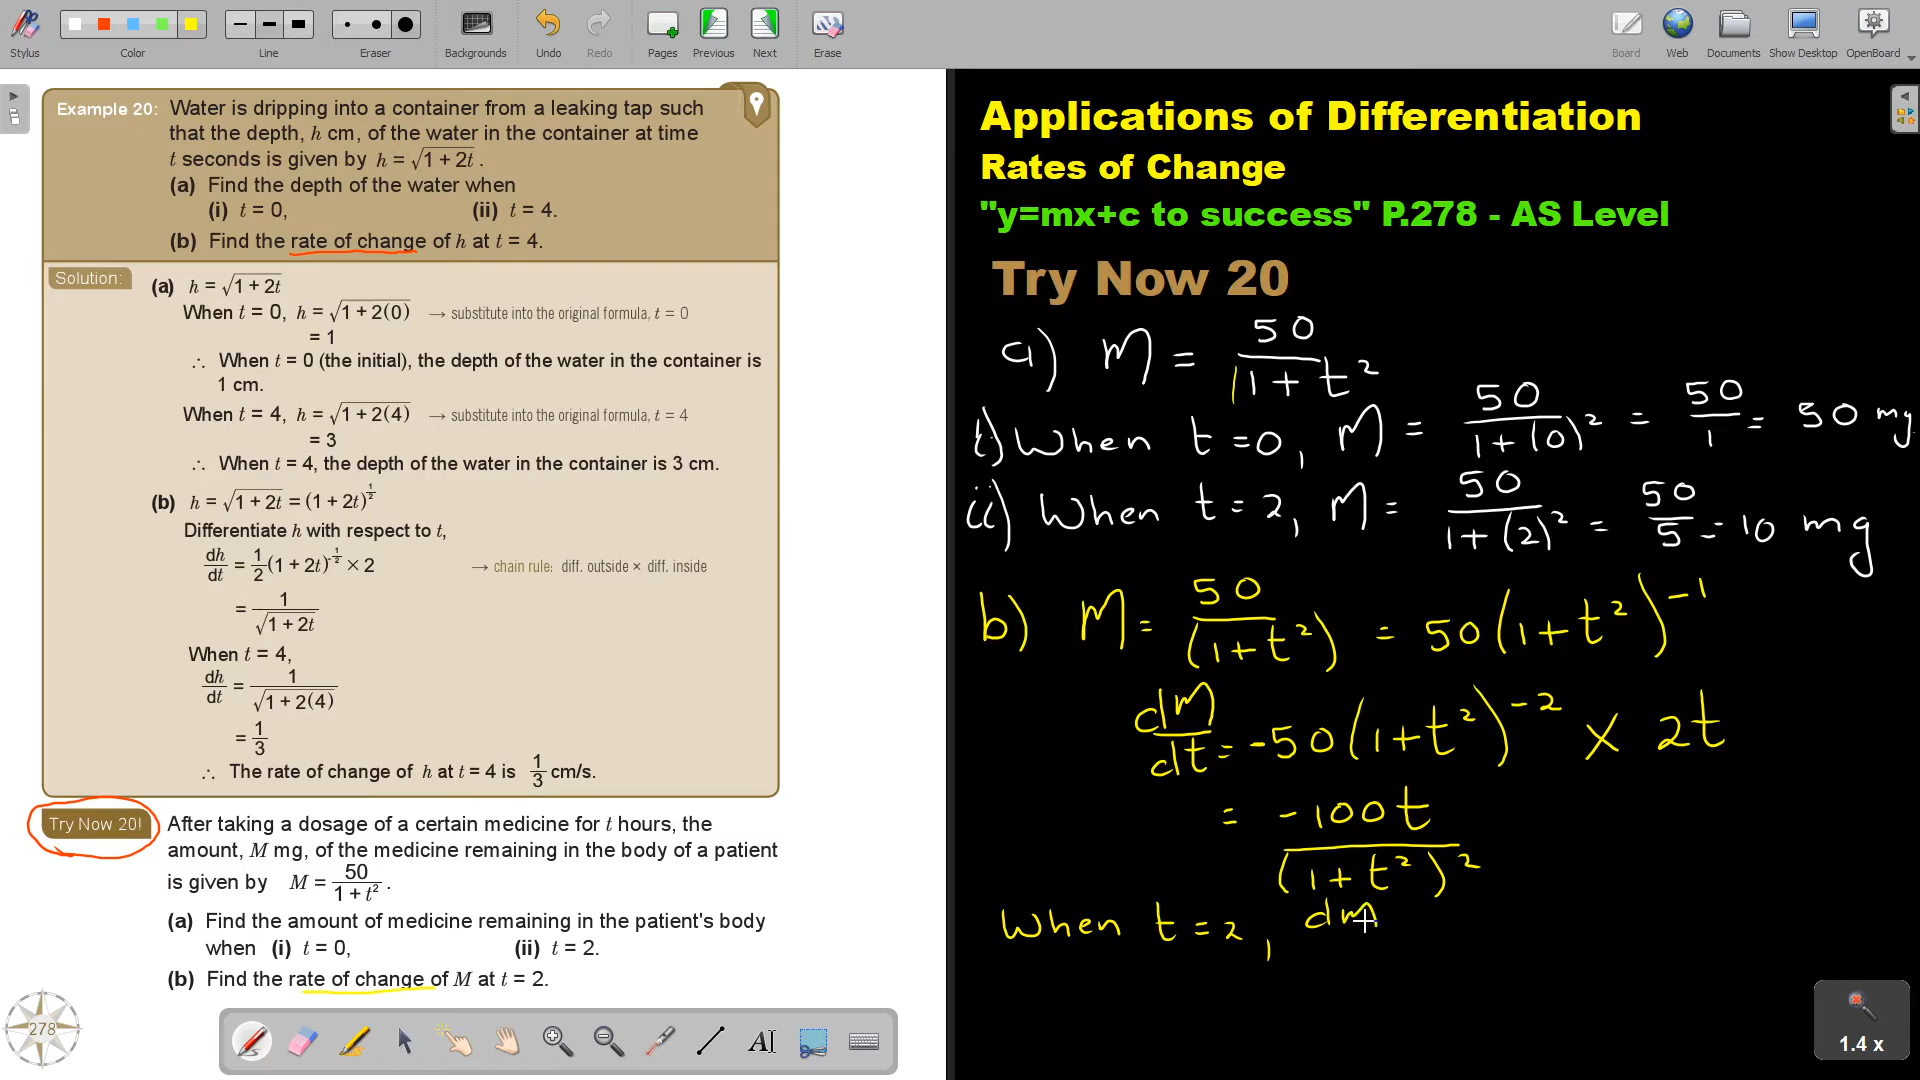 Stylus Color Line Eraser Backgrounds Undo Redo Pages Previous Next Erase Board Web Documents Show Desktop OpenBoard
Example 20: Water is dripping into a container from a leaking tap such
that the depth, h cm, of the water in the container at time
t seconds is given by h = √(1 + 2t).
(a) Find the depth of the water when
(i) t = 0, (ii) t = 4.
(b) Find the rate of change of h at t = 4.
Solution:
(a) h = √(1 + 2t)
When t = 0, h = √(1 + 2(0)) → substitute into the original formula, t = 0
= 1
∴ When t = 0 (the initial), the depth of the water in the container is
1 cm.
When t = 4, h = √(1 + 2(4)) → substitute into the original formula, t = 4
= 3
∴ When t = 4, the depth of the water in the container is 3 cm.
(b) h = √(1 + 2t) = (1 + 2t)^(1/2)
Differentiate h with respect to t,
dh/dt = 1/2(1 + 2t)^(-1/2) × 2 → chain rule: diff. outside × diff. inside
= 1/√(1 + 2t)
When t = 4,
dh/dt = 1/√(1 + 2(4))
= 1/3
∴ The rate of change of h at t = 4 is 1/3 cm/s.
Try Now 20! After taking a dosage of a certain medicine for t hours, the
amount, M mg, of the medicine remaining in the body of a patient
is given by M = 50/(1 + t²).
(a) Find the amount of medicine remaining in the patient's body
when (i) t = 0, (ii) t = 2.
(b) Find the rate of change of M at t = 2.
278
Applications of Differentiation
Rates of Change
"y=mx+c to success" P.278 - AS Level
Try Now 20
a) M = 50/(1 + t²)
i) When t = 0, M = 50/(1 + (0)²) = 50/1 = 50 mg
ii) When t = 2, M = 50/(1 + (2)²) = 50/5 = 10 mg
b) M = 50/(1 + t²) = 50(1 + t²)^-1
dM/dt = -50(1 + t²)^-2 × 2t
= -100t/(1 + t²)²
When t = 2, dM
1.4 x